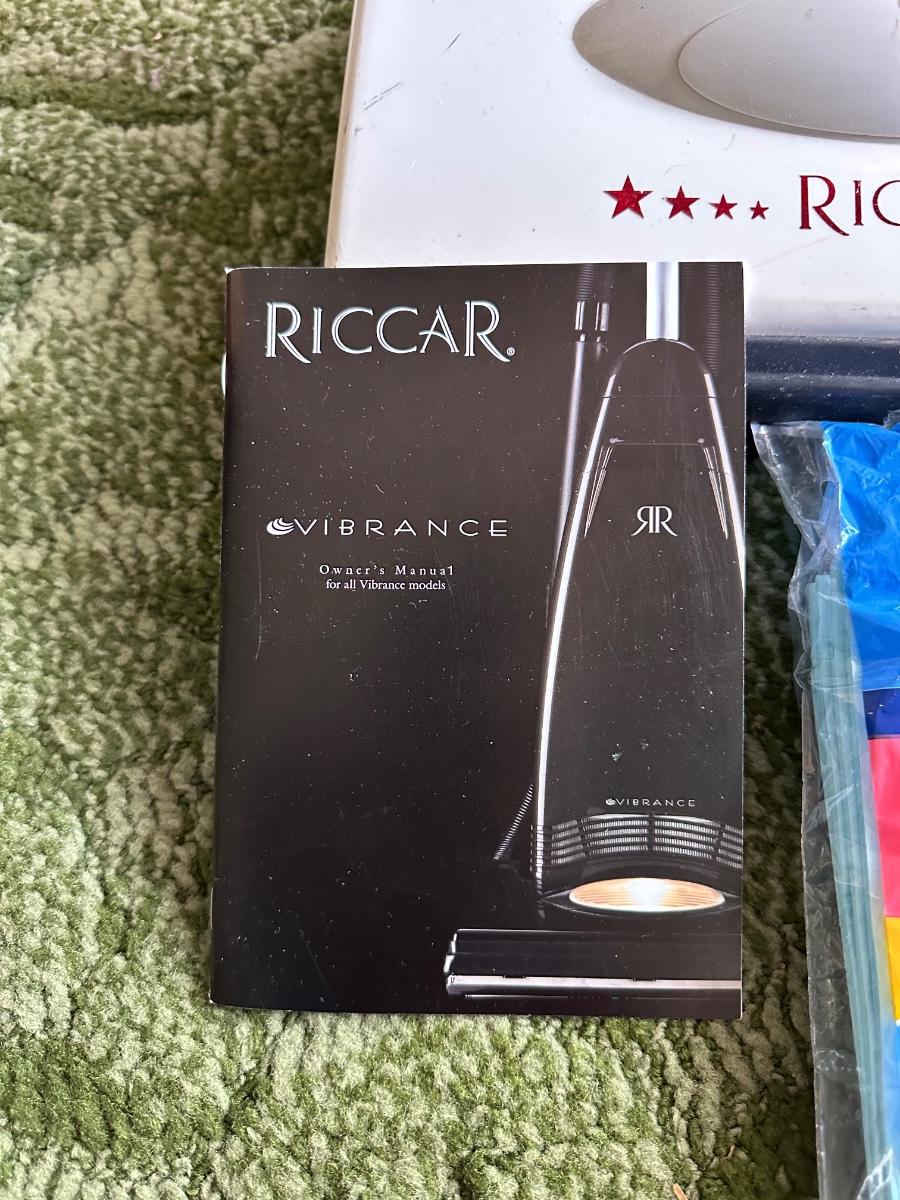 ★★★★ RIC
RICCAR®
VIBRANCE
Owner's Manual
for all Vibrance models
RR
VIBRANCE